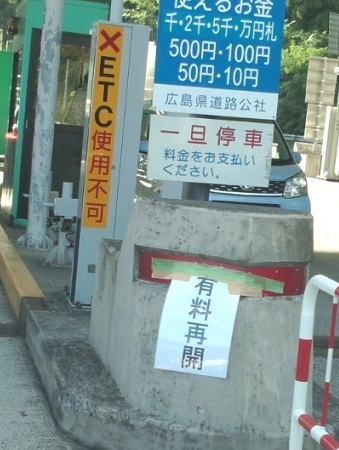 使えるお金
千・2千・5千・万円札
500円・100円
50円・10円
広島県道路公社
一旦停車
料金をお支払い
ください。
×ETC使用不可
有料再開